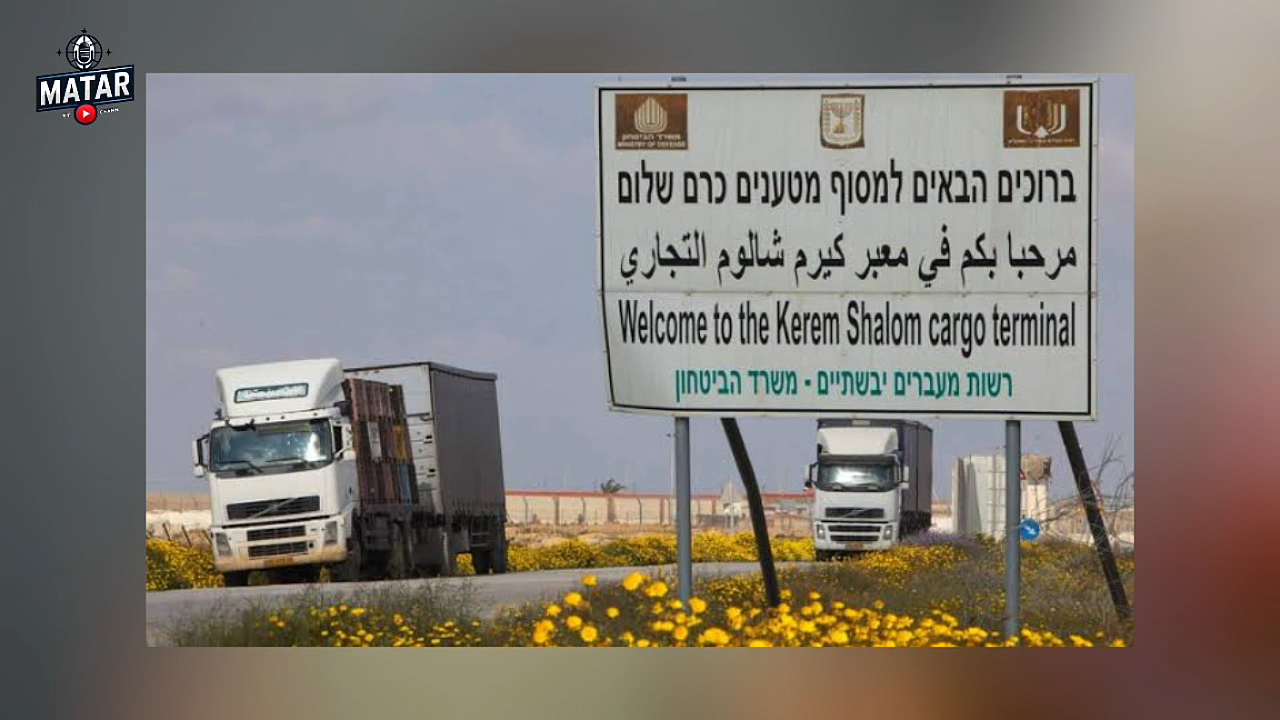 MATAR
משרד הביטחון
MINISTRY OF DEFENSE
ברוכים הבאים למסוף מטענים כרם שלום
مرحبا بكم في معبر كيرم شالوم التجاري
Welcome to the Kerem Shalom cargo terminal
רשות מעברים יבשתיים - משרד הביטחון